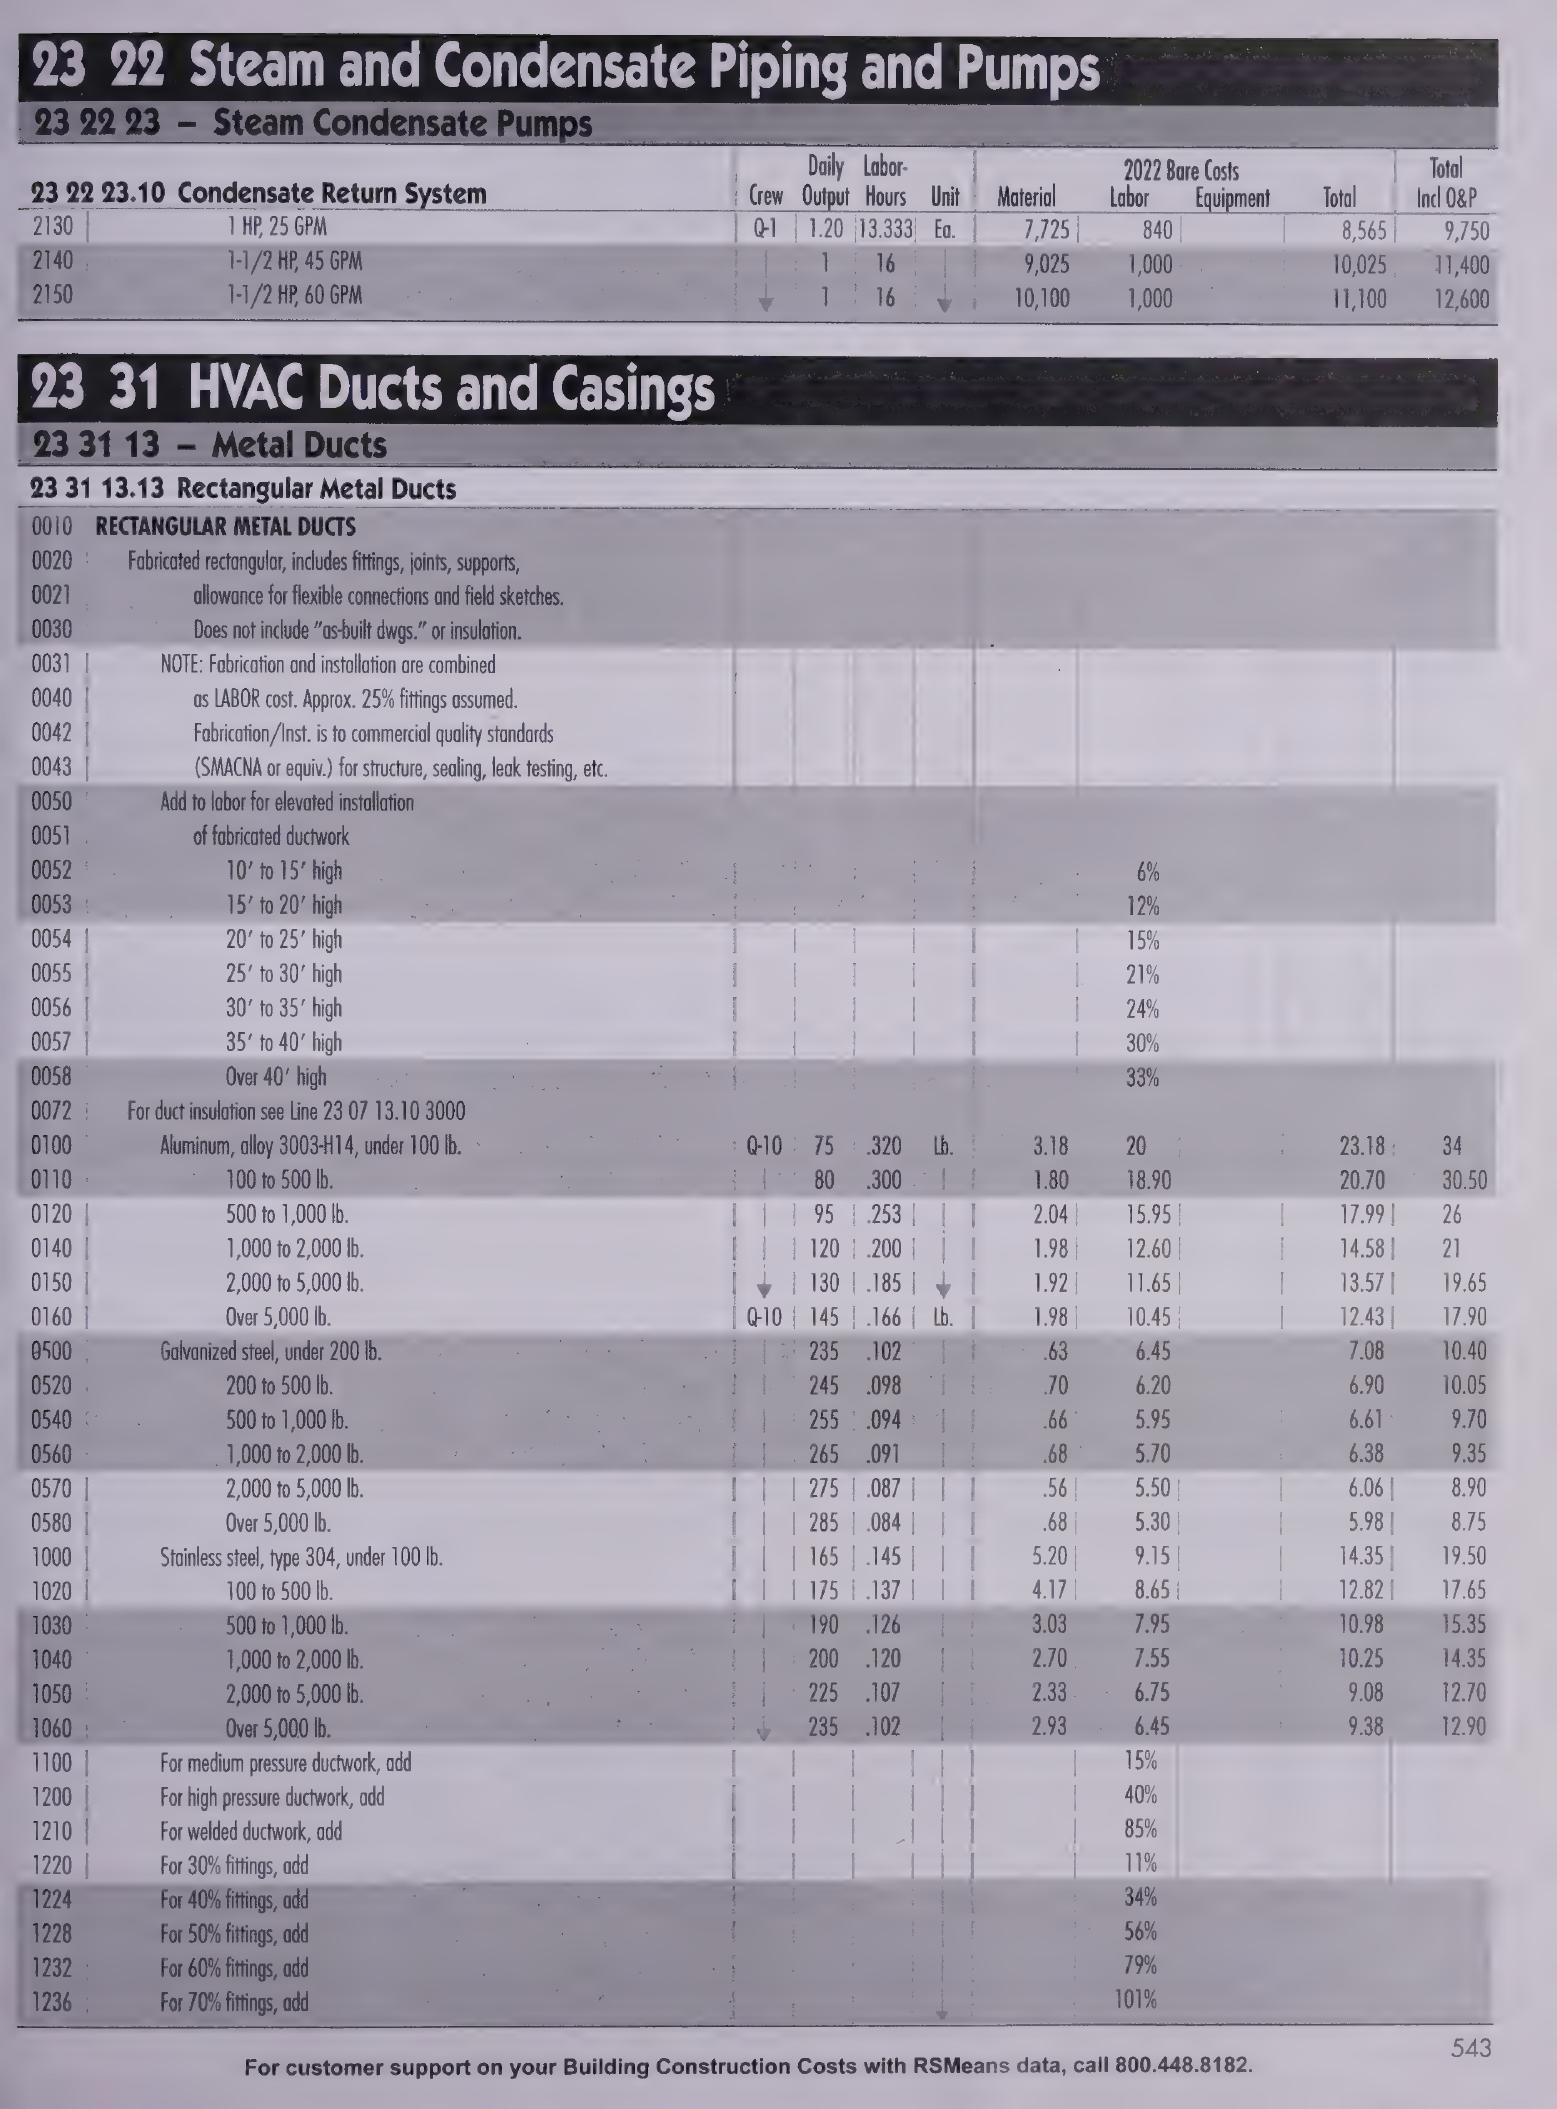 23 22 Steam and Condensate Piping and Pumps
23 22 23 – Steam Condensate Pumps
Daily Labor- 2022 Bare Costs Total
23 22 23.10 Condensate Return System Crew Output Hours Unit Material Labor Equipment Total Incl O&P
2130 1 HP, 25 GPM Q-1 1.20 13.333 Ea. 7,725 840 8,565 9,750
2140 1-1/2 HP, 45 GPM 1 16 9,025 1,000 10,025 11,400
2150 1-1/2 HP, 60 GPM 1 16 10,100 1,000 11,100 12,600
23 31 HVAC Ducts and Casings
23 31 13 – Metal Ducts
23 31 13.13 Rectangular Metal Ducts
0010 RECTANGULAR METAL DUCTS
0020 Fabricated rectangular, includes fittings, joints, supports,
0021 allowance for flexible connections and field sketches.
0030 Does not include "as-built dwgs." or insulation.
0031 NOTE: Fabrication and installation are combined
0040 as LABOR cost. Approx. 25% fittings assumed.
0042 Fabrication/Inst. is to commercial quality standards
0043 (SMACNA or equiv.) for structure, sealing, leak testing, etc.
0050 Add to labor for elevated installation
0051 of fabricated ductwork
0052 10' to 15' high 6%
0053 15' to 20' high 12%
0054 20' to 25' high 15%
0055 25' to 30' high 21%
0056 30' to 35' high 24%
0057 35' to 40' high 30%
0058 Over 40' high 33%
0072 For duct insulation see Line 23 07 13.10 3000
0100 Aluminum, alloy 3003-H14, under 100 lb. Q-10 75 .320 Lb. 3.18 20 23.18 34
0110 100 to 500 lb. 80 .300 1.80 18.90 20.70 30.50
0120 500 to 1,000 lb. 95 .253 2.04 15.95 17.99 26
0140 1,000 to 2,000 lb. 120 .200 1.98 12.60 14.58 21
0150 2,000 to 5,000 lb. 130 .185 1.92 11.65 13.57 19.65
0160 Over 5,000 lb. Q-10 145 .166 Lb. 1.98 10.45 12.43 17.90
0500 Galvanized steel, under 200 lb. 235 .102 .63 6.45 7.08 10.40
0520 200 to 500 lb. 245 .098 .70 6.20 6.90 10.05
0540 500 to 1,000 lb. 255 .094 .66 5.95 6.61 9.70
0560 1,000 to 2,000 lb. 265 .091 .68 5.70 6.38 9.35
0570 2,000 to 5,000 lb. 275 .087 .56 5.50 6.06 8.90
0580 Over 5,000 lb. 285 .084 .68 5.30 5.98 8.75
1000 Stainless steel, type 304, under 100 lb. 165 .145 5.20 9.15 14.35 19.50
1020 100 to 500 lb. 175 .137 4.17 8.65 12.82 17.65
1030 500 to 1,000 lb. 190 .126 3.03 7.95 10.98 15.35
1040 1,000 to 2,000 lb. 200 .120 2.70 7.55 10.25 14.35
1050 2,000 to 5,000 lb. 225 .107 2.33 6.75 9.08 12.70
1060 Over 5,000 lb. 235 .102 2.93 6.45 9.38 12.90
1100 For medium pressure ductwork, add 15%
1200 For high pressure ductwork, add 40%
1210 For welded ductwork, add 85%
1220 For 30% fittings, add 11%
1224 For 40% fittings, add 34%
1228 For 50% fittings, add 56%
1232 For 60% fittings, add 79%
1236 For 70% fittings, add 101%
For customer support on your Building Construction Costs with RSMeans data, call 800.448.8182.
543